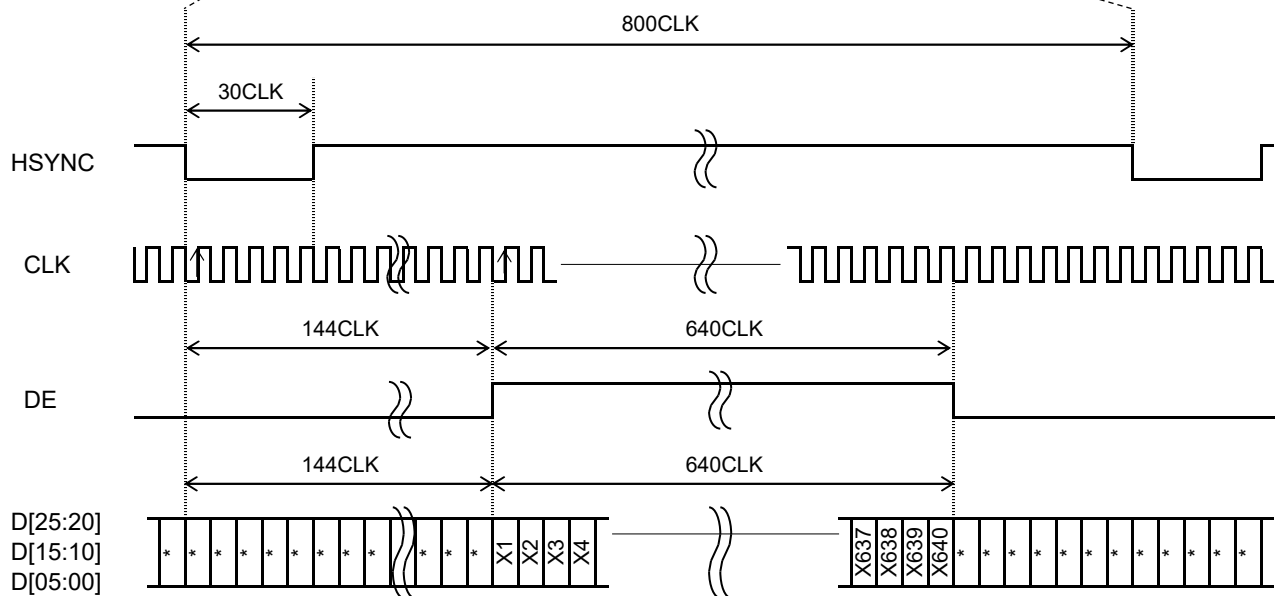 800CLK
30CLK
HSYNC
CLK
144CLK 640CLK
DE
144CLK 640CLK
D[25:20]
D[15:10]
D[05:00]
* * * * * * * * * * * * X1 X2 X3 X4 X637 X638 X639 X640 * * * * * * * * * * * *